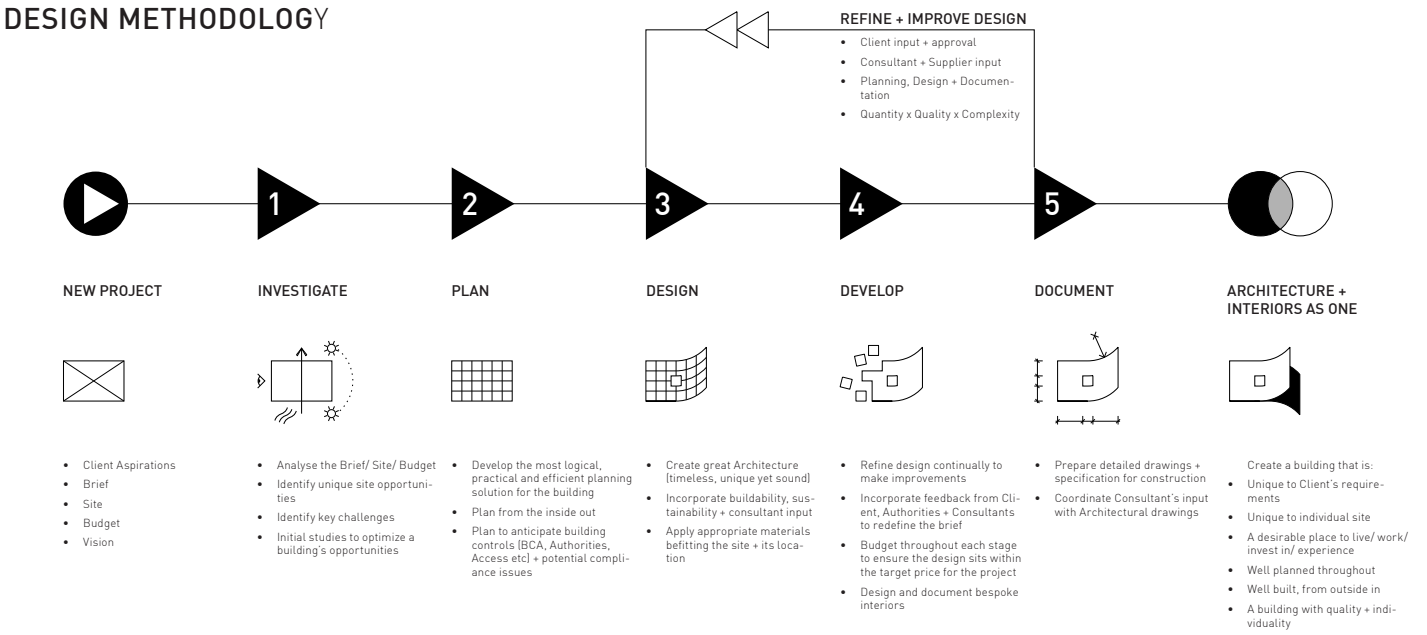 DESIGN METHODOLOGY
REFINE + IMPROVE DESIGN
• Client input + approval
• Consultant + Supplier input
• Planning, Design + Documen-
tation
• Quantity x Quality x Complexity
1
2
3
4
5
NEW PROJECT
• Client Aspirations
• Brief
• Site
• Budget
• Vision
INVESTIGATE
• Analyse the Brief/ Site/ Budget
• Identify unique site opportuni-
ties
• Identify key challenges
• Initial studies to optimize a
building's opportunities
PLAN
• Develop the most logical,
practical and efficient planning
solution for the building
• Plan from the inside out
• Plan to anticipate building
controls (BCA, Authorities,
Access etc) + potential compli-
ance issues
DESIGN
• Create great Architecture
(timeless, unique yet sound)
• Incorporate buildability, sus-
tainability + consultant input
• Apply appropriate materials
befitting the site + its loca-
tion
DEVELOP
• Refine design continually to
make improvements
• Incorporate feedback from Cli-
ent, Authorities + Consultants
to redefine the brief
• Budget throughout each stage
to ensure the design sits within
the target price for the project
• Design and document bespoke
interiors
DOCUMENT
• Prepare detailed drawings +
specification for construction
• Coordinate Consultant's input
with Architectural drawings
ARCHITECTURE +
INTERIORS AS ONE
Create a building that is:
• Unique to Client's require-
ments
• Unique to individual site
• A desirable place to live/ work/
invest in/ experience
• Well planned throughout
• Well built, from outside in
• A building with quality + indi-
viduality